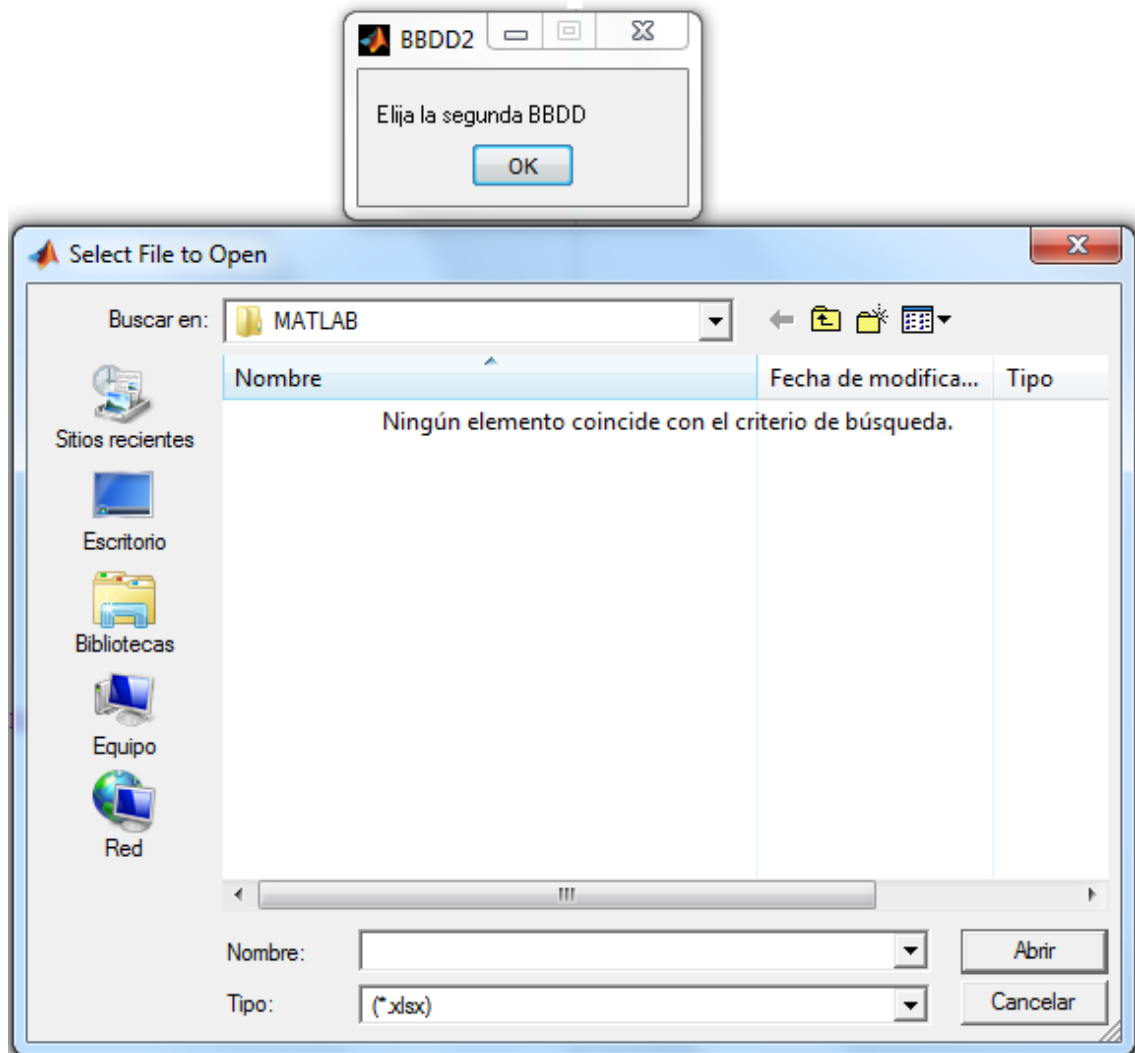 BBDD2
Elija la segunda BBDD
OK
Select File to Open
Buscar en: MATLAB
Nombre Fecha de modifica... Tipo
Ningún elemento coincide con el criterio de búsqueda.
Sitios recientes
Escritorio
Bibliotecas
Equipo
Red
Nombre: Abrir
Tipo: (*.xlsx) Cancelar